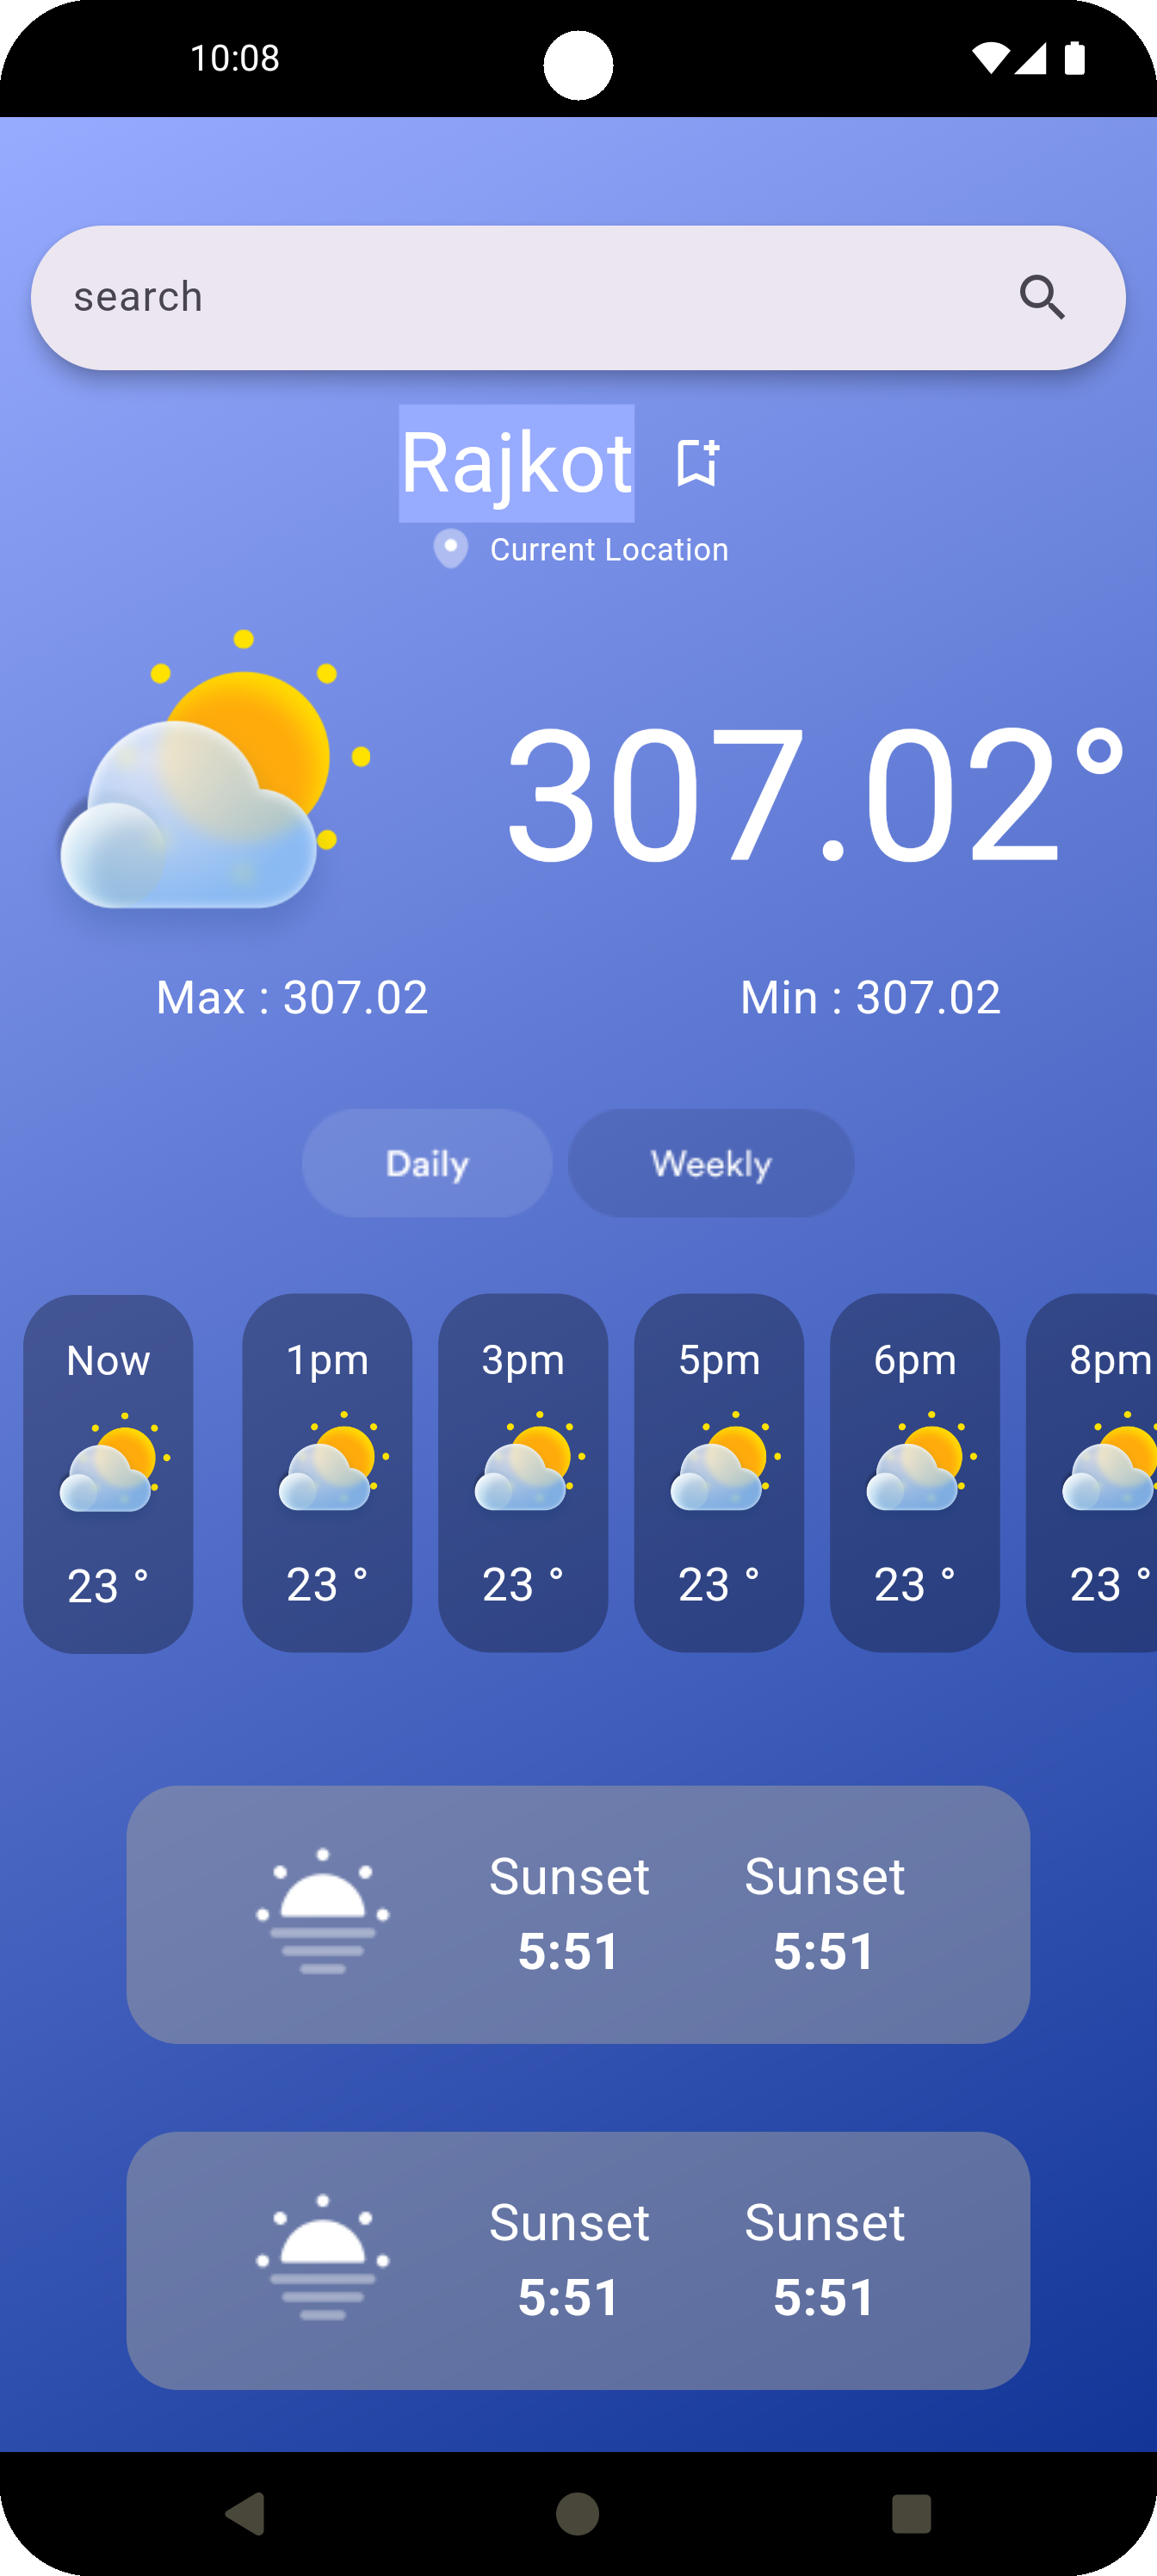 10:08
search
Rajkot
Current Location
307.02°
Max : 307.02 Min : 307.02
Daily Weekly
Now 1pm 3pm 5pm 6pm 8pm
23 ° 23 ° 23 ° 23 ° 23 ° 23 °
Sunset Sunset
5:51 5:51
Sunset Sunset
5:51 5:51